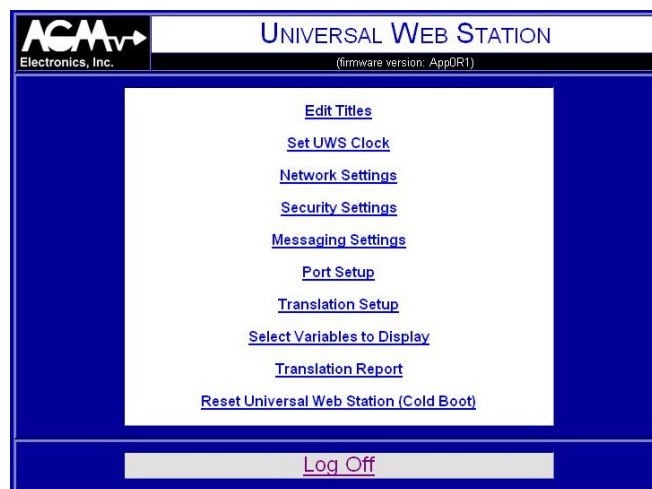 ACM
UNIVERSAL WEB STATION
Electronics, Inc.
(firmware version: App0R1)
Edit Titles
Set UWS Clock
Network Settings
Security Settings
Messaging Settings
Port Setup
Translation Setup
Select Variables to Display
Translation Report
Reset Universal Web Station (Cold Boot)
Log Off